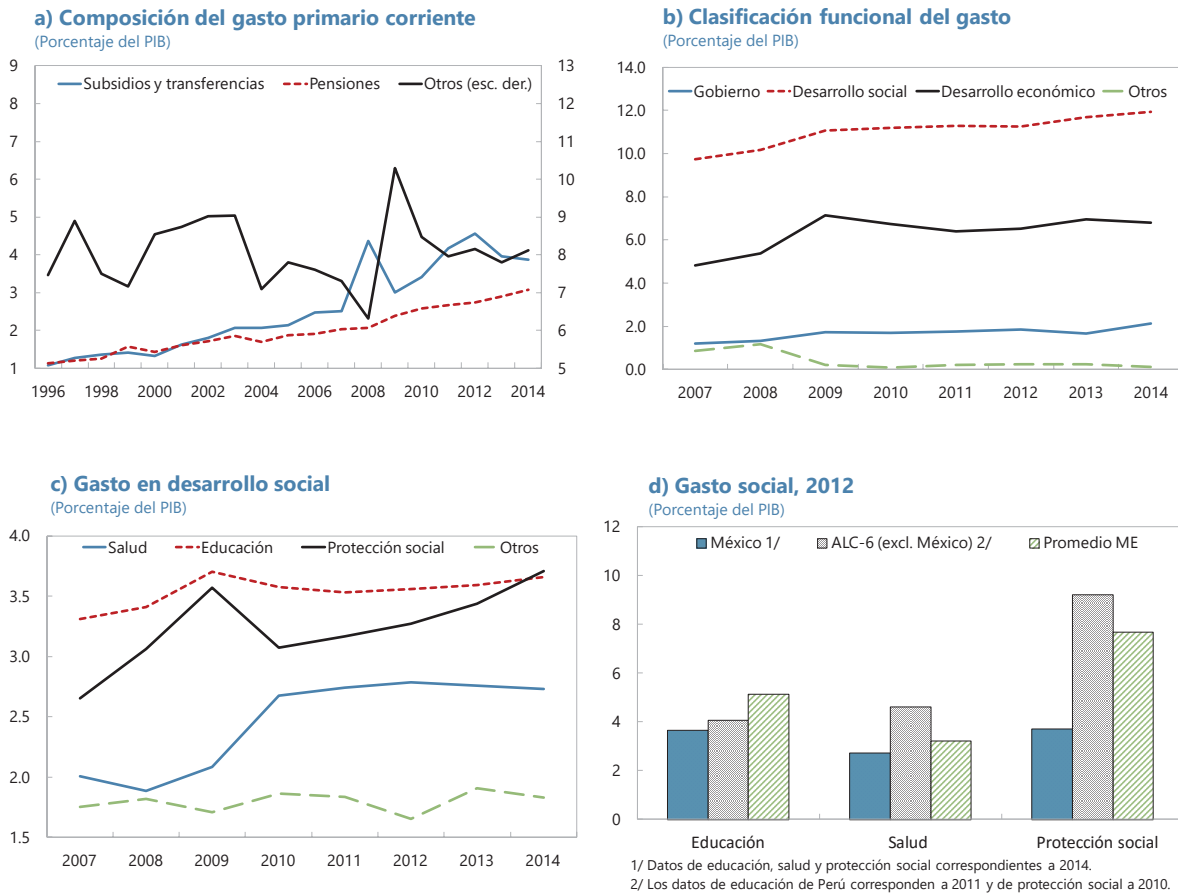 a) Composición del gasto primario corriente
(Porcentaje del PIB)
9 13
Subsidios y transferencias Pensiones Otros (esc. der.)
8 12
7 11
6 10
5 9
4 8
3 7
2 6
1 5
1996 1998 2000 2002 2004 2006 2008 2010 2012 2014
b) Clasificación funcional del gasto
(Porcentaje del PIB)
14.0
Gobierno Desarrollo social Desarrollo económico Otros
12.0
10.0
8.0
6.0
4.0
2.0
0.0
2007 2008 2009 2010 2011 2012 2013 2014
c) Gasto en desarrollo social
(Porcentaje del PIB)
4.0
Salud Educación Protección social Otros
3.5
3.0
2.5
2.0
1.5
2007 2008 2009 2010 2011 2012 2013 2014
d) Gasto social, 2012
(Porcentaje del PIB)
12
México 1/ ALC-6 (excl. México) 2/ Promedio ME
10
8
6
4
2
0
Educación Salud Protección social
1/ Datos de educación, salud y protección social correspondientes a 2014.
2/ Los datos de educación de Perú corresponden a 2011 y de protección social a 2010.